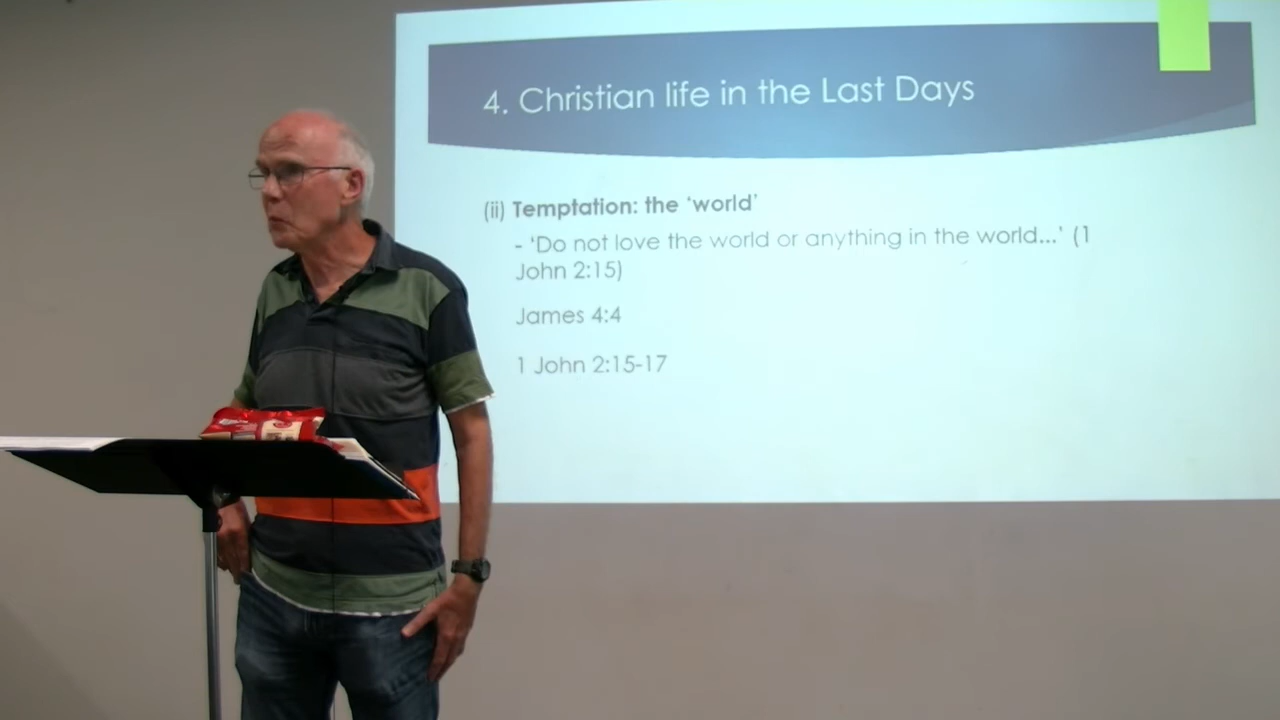 4. Christian life in the Last Days
(ii) Temptation: the ‘world’
- ‘Do not love the world or anything in the world...’ (1
John 2:15)
James 4:4
1 John 2:15-17